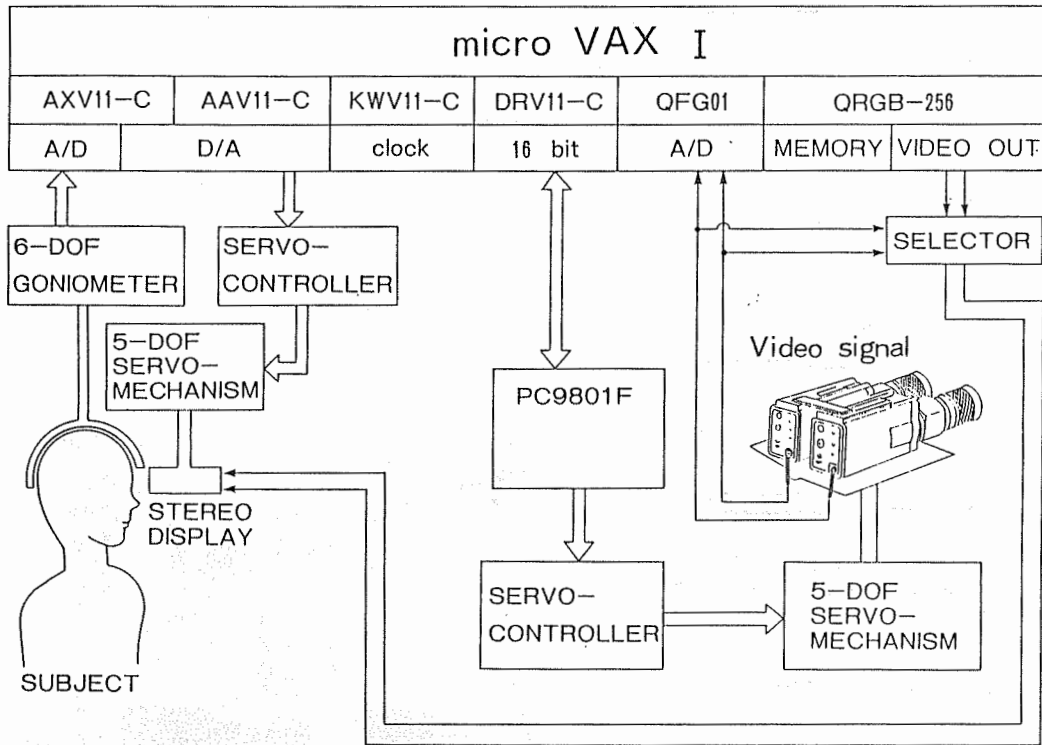 micro VAX I
AXV11-C AAV11-C KWV11-C DRV11-C QFG01 QRGB-256
A/D D/A clock 16 bit A/D MEMORY VIDEO OUT
6-DOF
GONIOMETER
SERVO-
CONTROLLER
SELECTOR
5-DOF
SERVO-
MECHANISM
Video signal
PC9801F
STEREO
DISPLAY
SERVO-
CONTROLLER
5-DOF
SERVO-
MECHANISM
SUBJECT